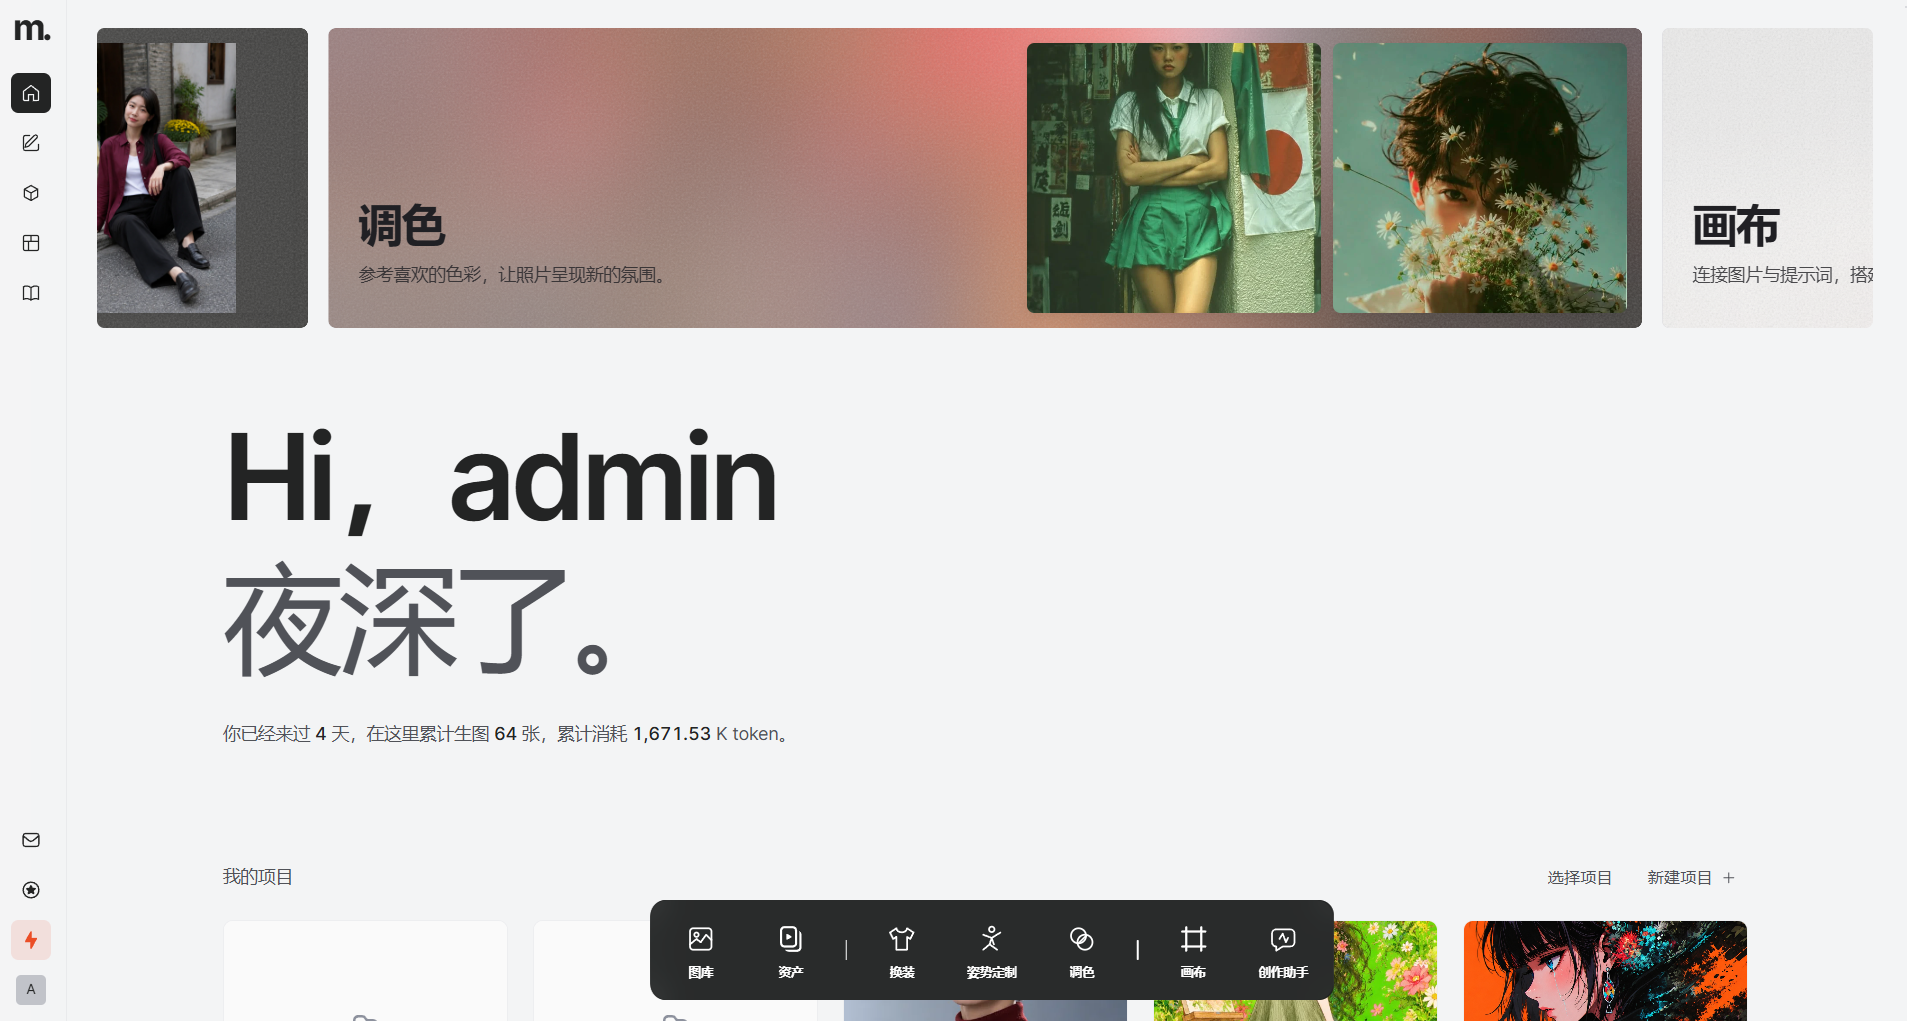 m.
调色
参考喜欢的色彩，让照片呈现新的氛围。
画布
连接图片与提示词，搭
Hi，admin
夜深了。
你已经来过 4 天，在这里累计生图 64 张，累计消耗 1,671.53 K token。
我的项目
选择项目
新建项目 +
图库
资产
换装
姿势定制
调色
画布
创作助手
A